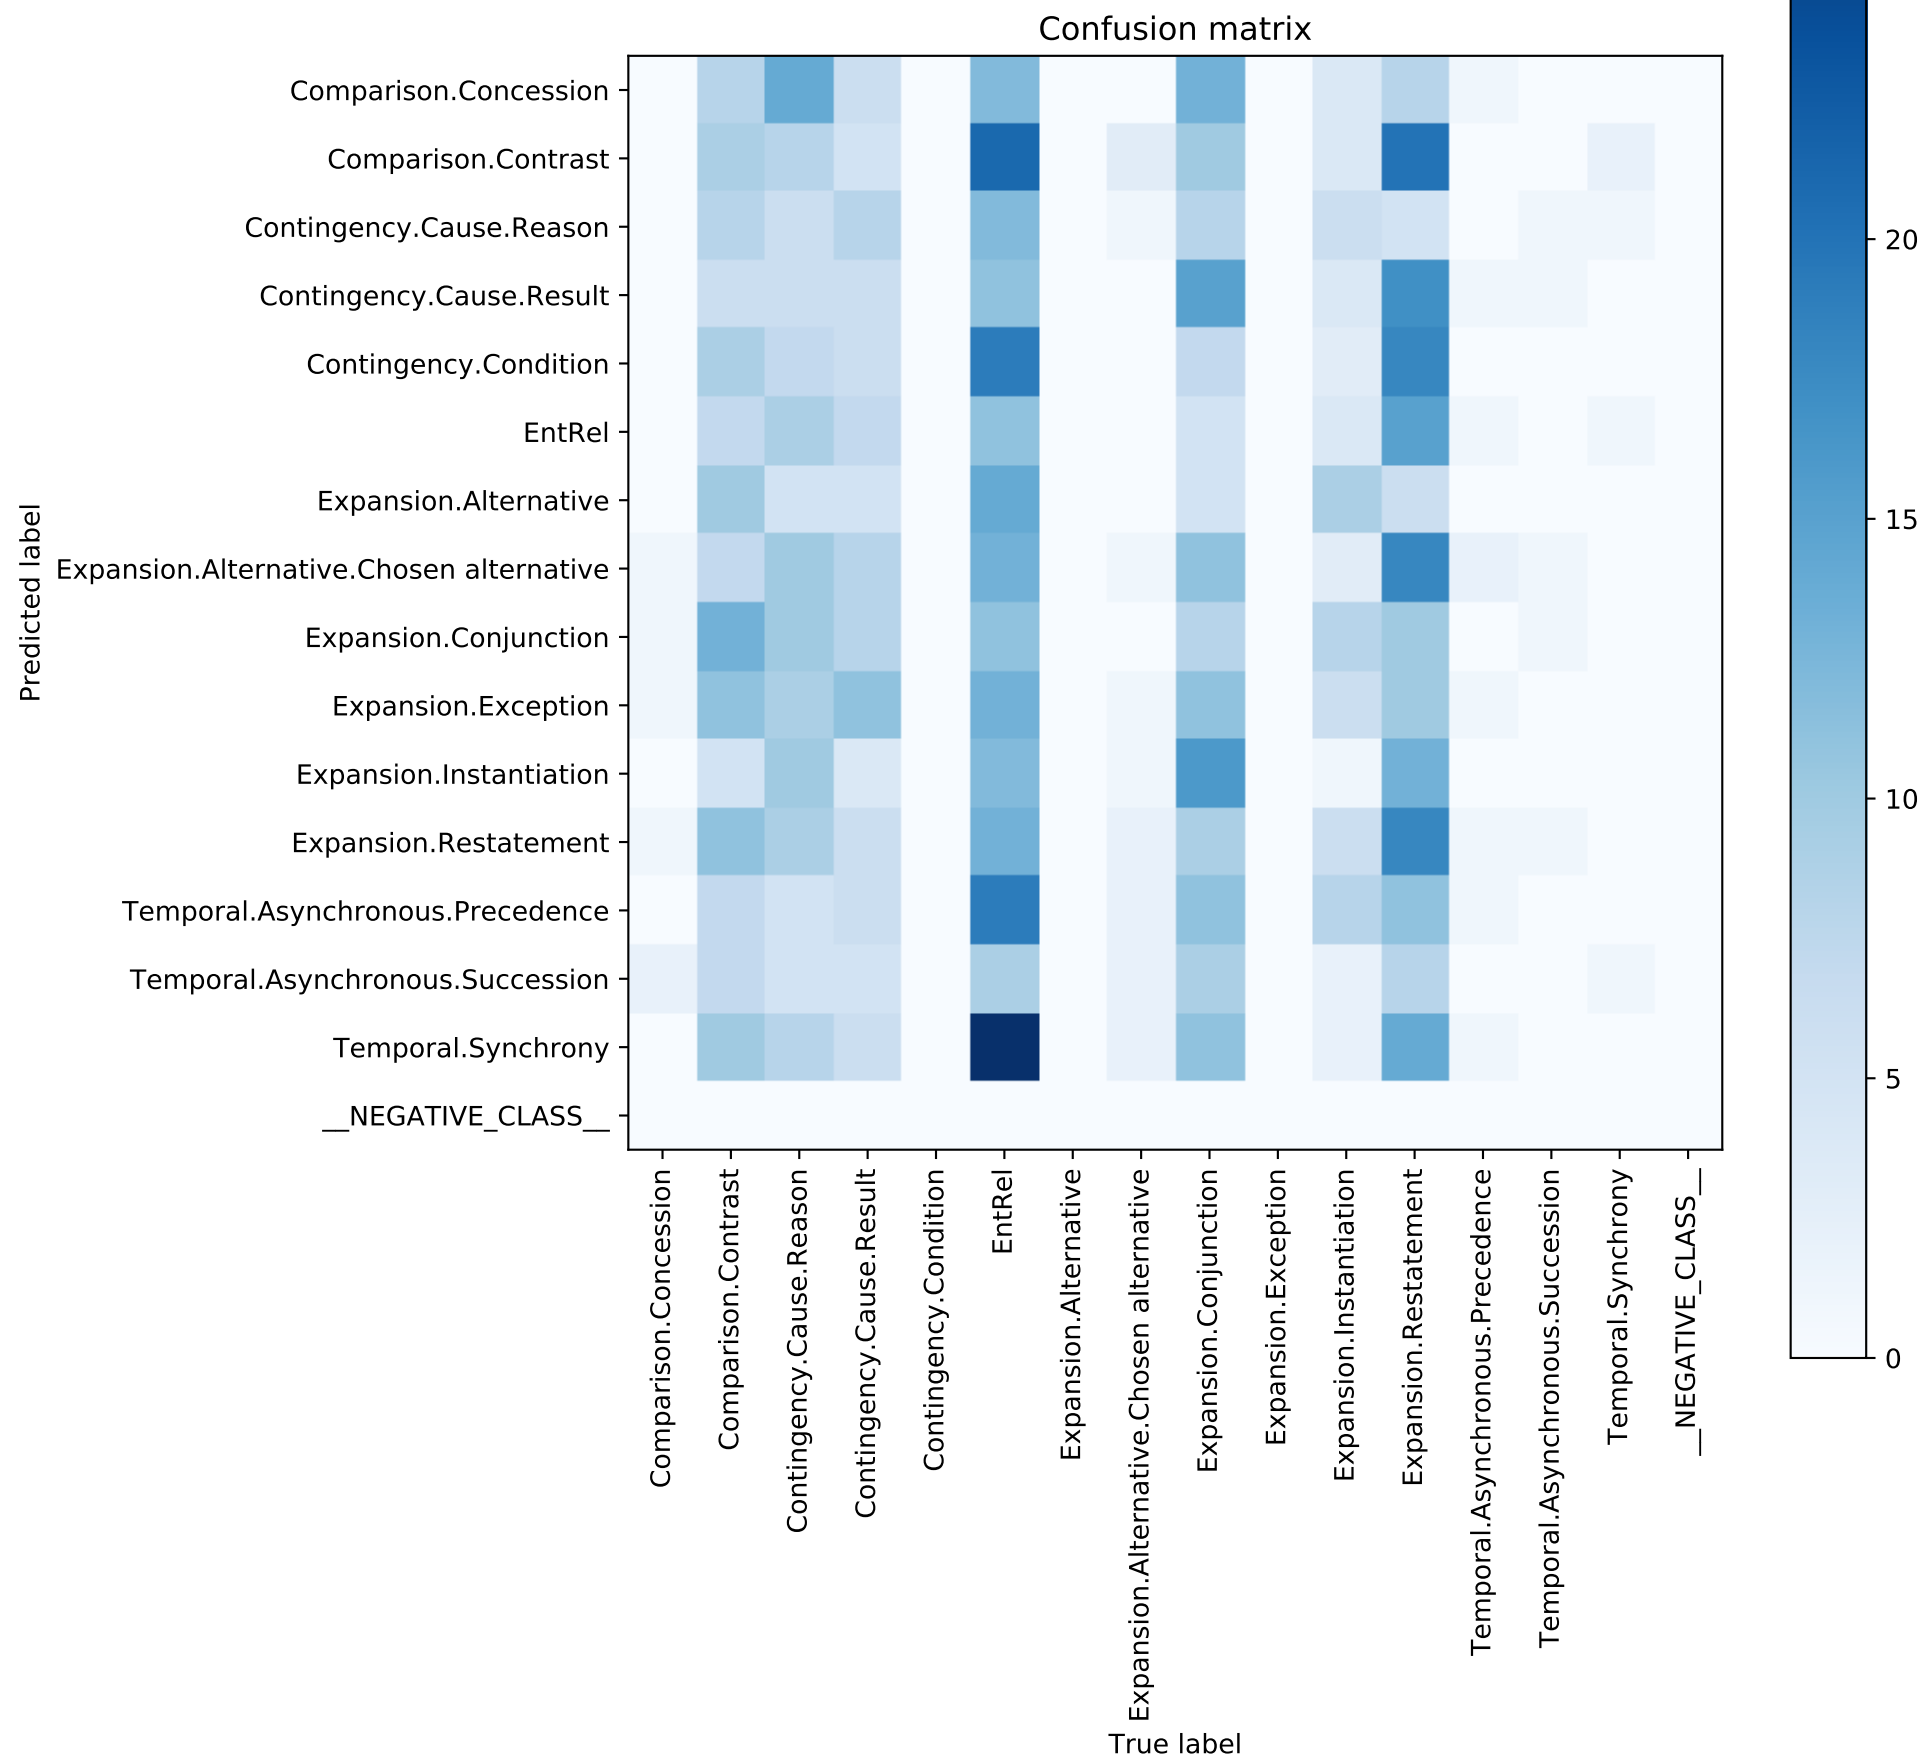 Confusion matrix
Comparison.Concession
Comparison.Contrast
Contingency.Cause.Reason
Contingency.Cause.Result
Contingency.Condition
EntRel
Expansion.Alternative
Expansion.Alternative.Chosen alternative
Expansion.Conjunction
Expansion.Exception
Expansion.Instantiation
Expansion.Restatement
Temporal.Asynchronous.Precedence
Temporal.Asynchronous.Succession
Temporal.Synchrony
__NEGATIVE_CLASS__
Predicted label
Comparison.Concession
Comparison.Contrast
Contingency.Cause.Reason
Contingency.Cause.Result
Contingency.Condition
EntRel
Expansion.Alternative
Expansion.Alternative.Chosen alternative
Expansion.Conjunction
Expansion.Exception
Expansion.Instantiation
Expansion.Restatement
Temporal.Asynchronous.Precedence
Temporal.Asynchronous.Succession
Temporal.Synchrony
__NEGATIVE_CLASS__
True label
20
15
10
5
0